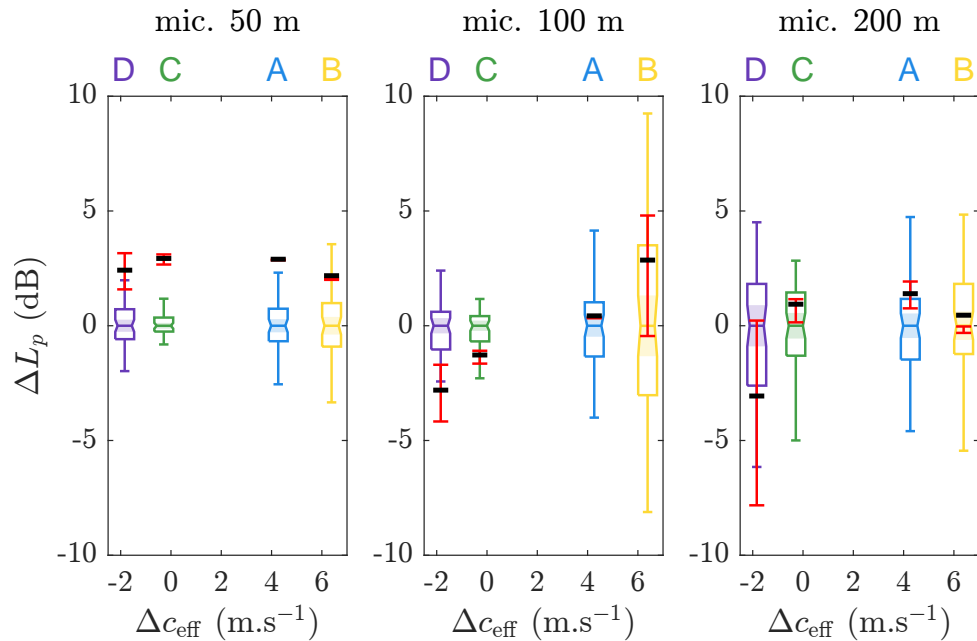 mic. 50 m mic. 100 m mic. 200 m
D C A B D C A B D C A B
10 10 10
5 5 5
0 0 0
-5 -5 -5
-10 -10 -10
ΔLₚ (dB)
-2 0 2 4 6 -2 0 2 4 6 -2 0 2 4 6
Δc_eff (m.s⁻¹) Δc_eff (m.s⁻¹) Δc_eff (m.s⁻¹)